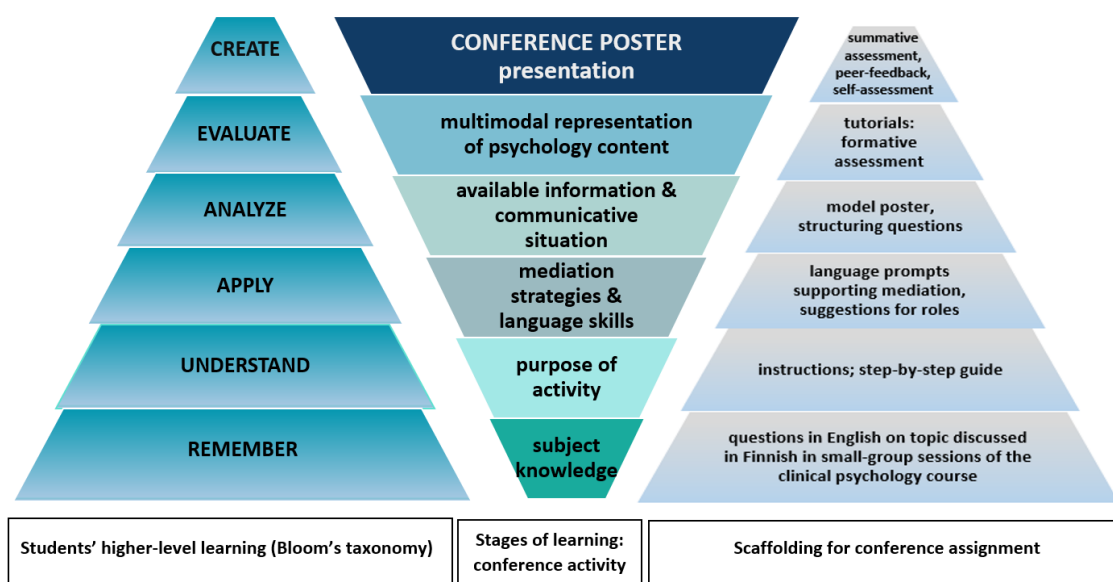 CREATE
EVALUATE
ANALYZE
APPLY
UNDERSTAND
REMEMBER
Students’ higher-level learning (Bloom’s taxonomy)
CONFERENCE POSTER
presentation
multimodal representation
of psychology content
available information &
communicative
situation
mediation
strategies &
language skills
purpose of
activity
subject
knowledge
Stages of learning:
conference activity
summative
assessment,
peer-feedback,
self-assessment
tutorials:
formative
assessment
model poster,
structuring questions
language prompts
supporting mediation,
suggestions for roles
instructions; step-by-step guide
questions in English on topic discussed
in Finnish in small-group sessions of the
clinical psychology course
Scaffolding for conference assignment